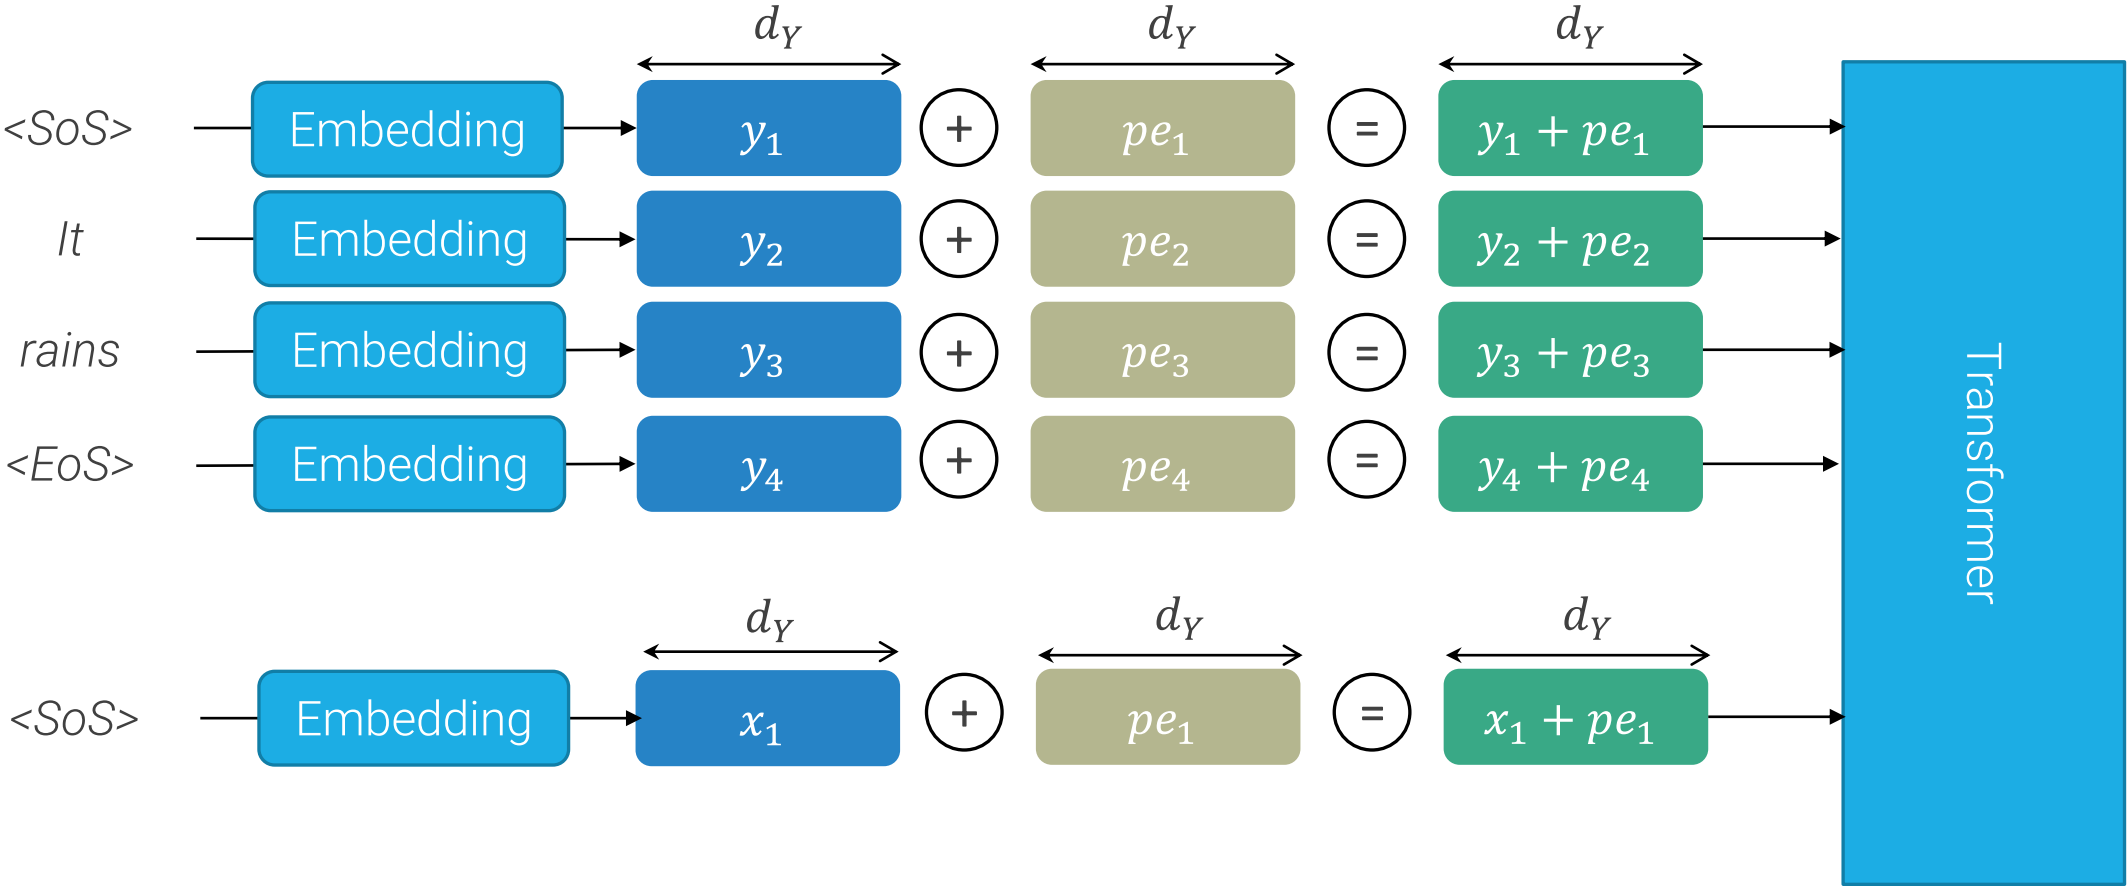 d_Y d_Y d_Y
<SoS> Embedding y_1 + pe_1 = y_1 + pe_1
It Embedding y_2 + pe_2 = y_2 + pe_2
rains Embedding y_3 + pe_3 = y_3 + pe_3
<EoS> Embedding y_4 + pe_4 = y_4 + pe_4
d_Y d_Y d_Y
<SoS> Embedding x_1 + pe_1 = x_1 + pe_1
Transformer